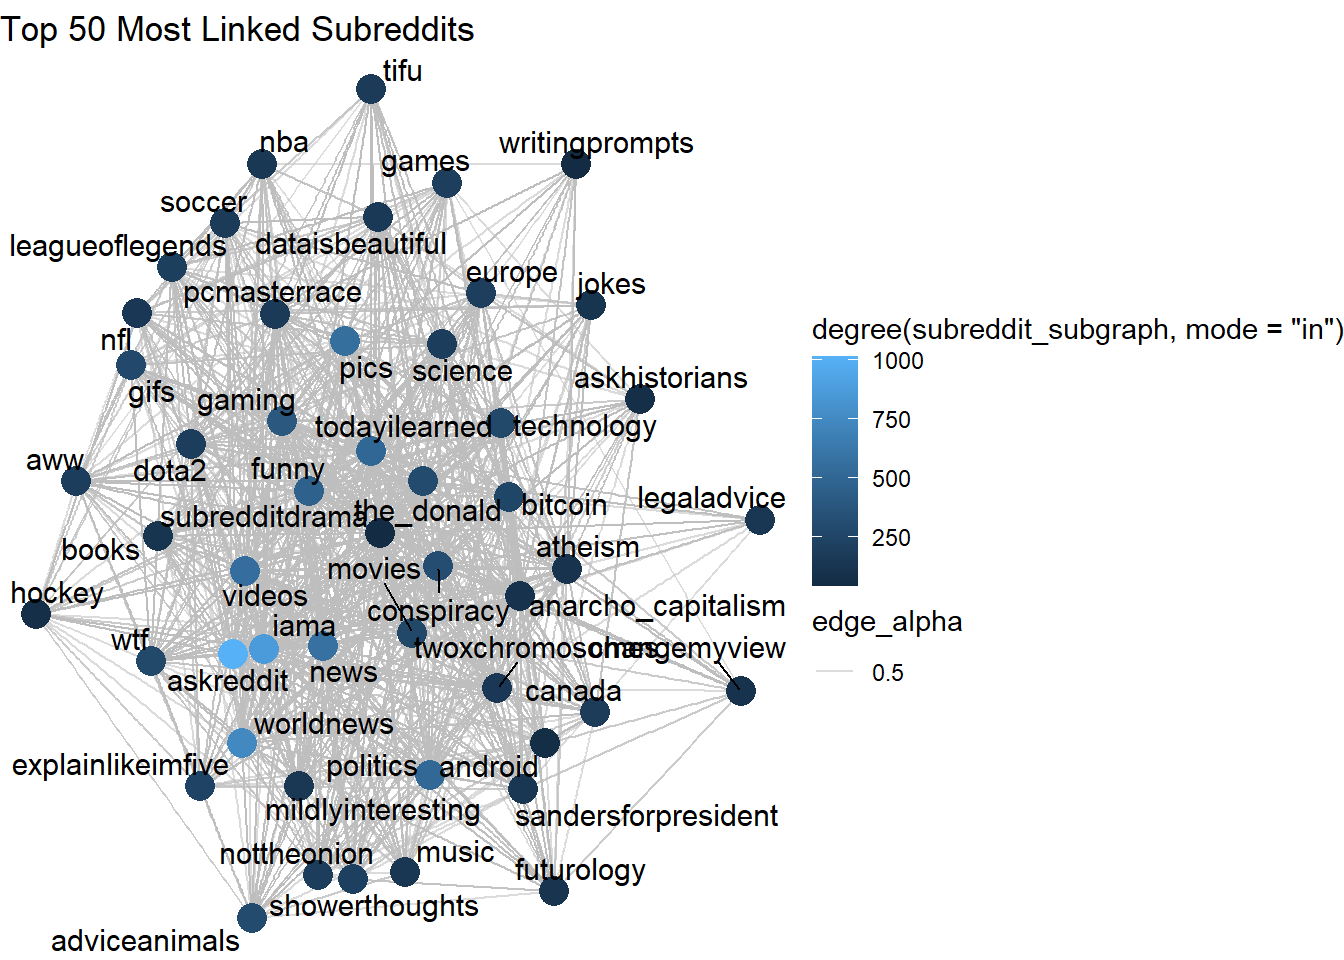 Top 50 Most Linked Subreddits
tifu
nba
writingprompts
games
soccer
leagueoflegends
dataisbeautiful
europe
jokes
pcmasterrace
nfl
pics
science
askhistorians
gifs
gaming
todayilearned
technology
aww
dota2
funny
legaladvice
subredditdrama
the_donald
bitcoin
books
atheism
movies
hockey
videos
conspiracy
anarcho_capitalism
iama
wtf
twoxchromosomes
changemyview
askreddit
news
canada
worldnews
explainlikeimfive
politics
android
mildlyinteresting
sandersforpresident
nottheonion
music
futurology
showerthoughts
adviceanimals
degree(subreddit_subgraph, mode = "in")
1000
750
500
250
edge_alpha
0.5